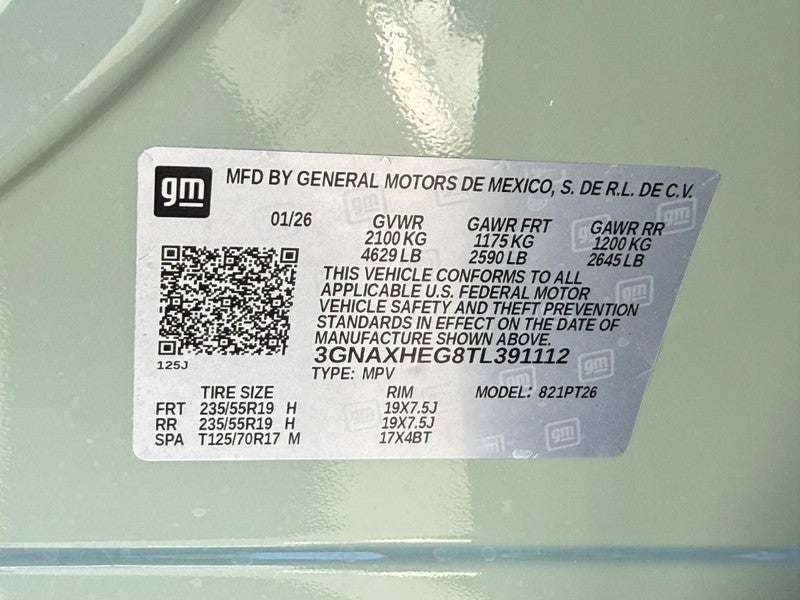 gm MFD BY GENERAL MOTORS DE MEXICO, S. DE R.L. DE C.V.
01/26 GVWR GAWR FRT GAWR RR
2100 KG 1175 KG 1200 KG
4629 LB 2590 LB 2645 LB
THIS VEHICLE CONFORMS TO ALL
APPLICABLE U.S. FEDERAL MOTOR
VEHICLE SAFETY AND THEFT PREVENTION
STANDARDS IN EFFECT ON THE DATE OF
MANUFACTURE SHOWN ABOVE.
125J
3GNAXHEG8TL391112
TYPE: MPV
TIRE SIZE RIM MODEL: 821PT26
FRT 235/55R19 H 19X7.5J
RR 235/55R19 H 19X7.5J
SPA T125/70R17 M 17X4BT